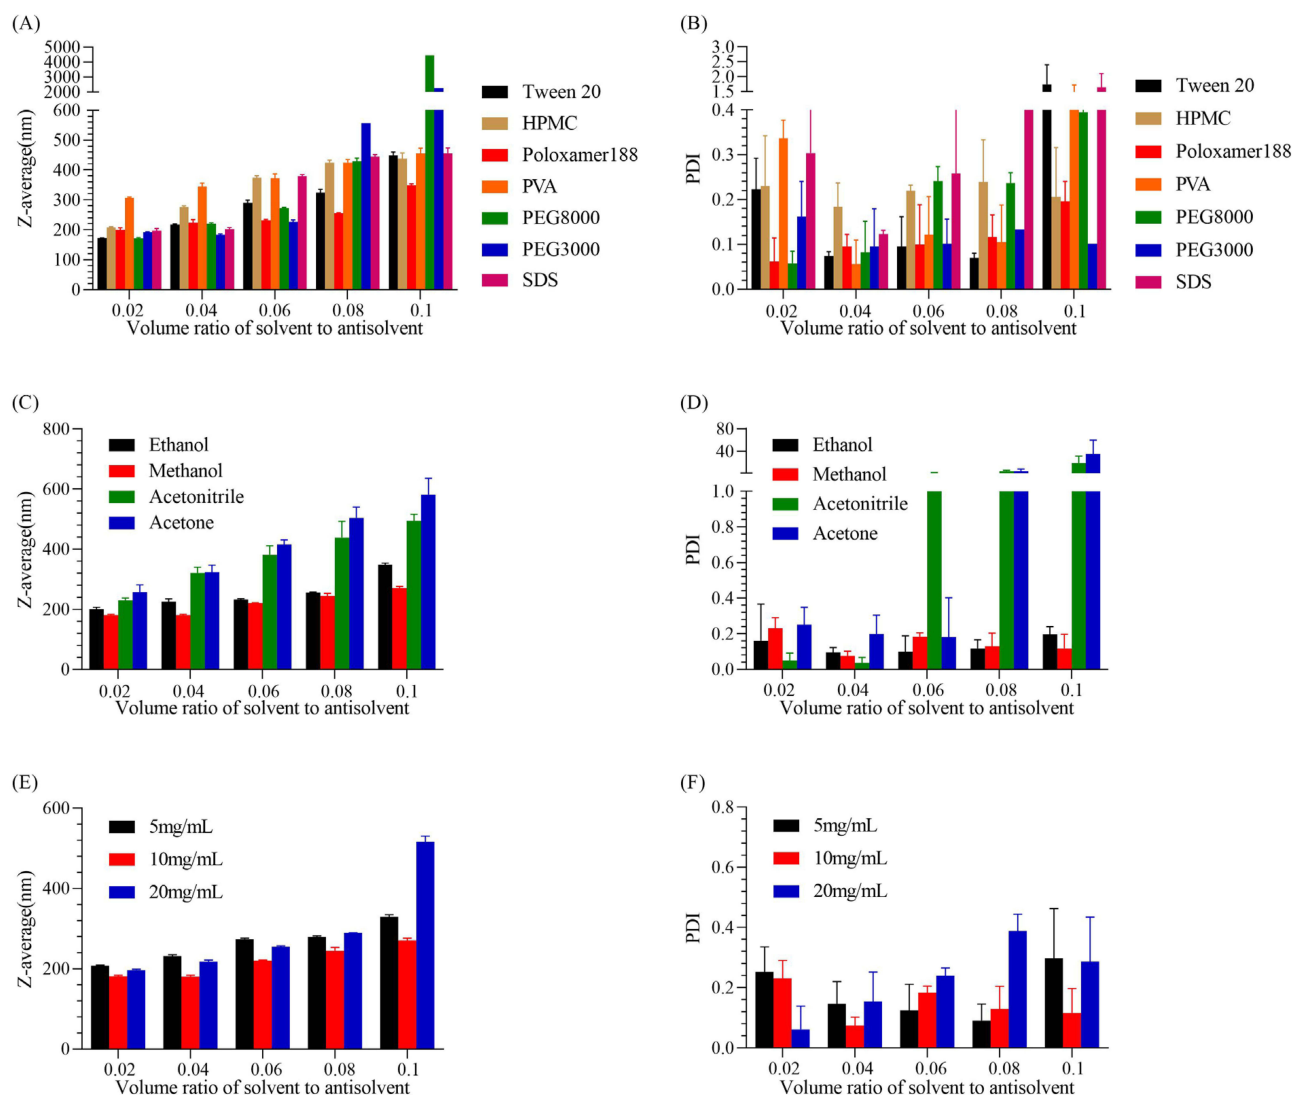 (A)
Z-average(nm)
5000
4000
3000
2000
600
500
400
300
200
100
0
0.02 0.04 0.06 0.08 0.1
Volume ratio of solvent to antisolvent
Tween 20
HPMC
Poloxamer188
PVA
PEG8000
PEG3000
SDS
(B)
PDI
3.0
2.5
2.0
1.5
0.4
0.3
0.2
0.1
0.0
0.02 0.04 0.06 0.08 0.1
Volume ratio of solvent to antisolvent
Tween 20
HPMC
Poloxamer188
PVA
PEG8000
PEG3000
SDS
(C)
Z-average(nm)
800
600
400
200
0
Ethanol
Methanol
Acetonitrile
Acetone
0.02 0.04 0.06 0.08 0.1
Volume ratio of solvent to antisolvent
(D)
PDI
80
40
1.0
0.8
0.6
0.4
0.2
0.0
Ethanol
Methanol
Acetonitrile
Acetone
0.02 0.04 0.06 0.08 0.1
Volume ratio of solvent to antisolvent
(E)
Z-average(nm)
600
400
200
0
5mg/mL
10mg/mL
20mg/mL
0.02 0.04 0.06 0.08 0.1
Volume ratio of solvent to antisolvent
(F)
PDI
0.8
0.6
0.4
0.2
0.0
5mg/mL
10mg/mL
20mg/mL
0.02 0.04 0.06 0.08 0.1
Volume ratio of solvent to antisolvent